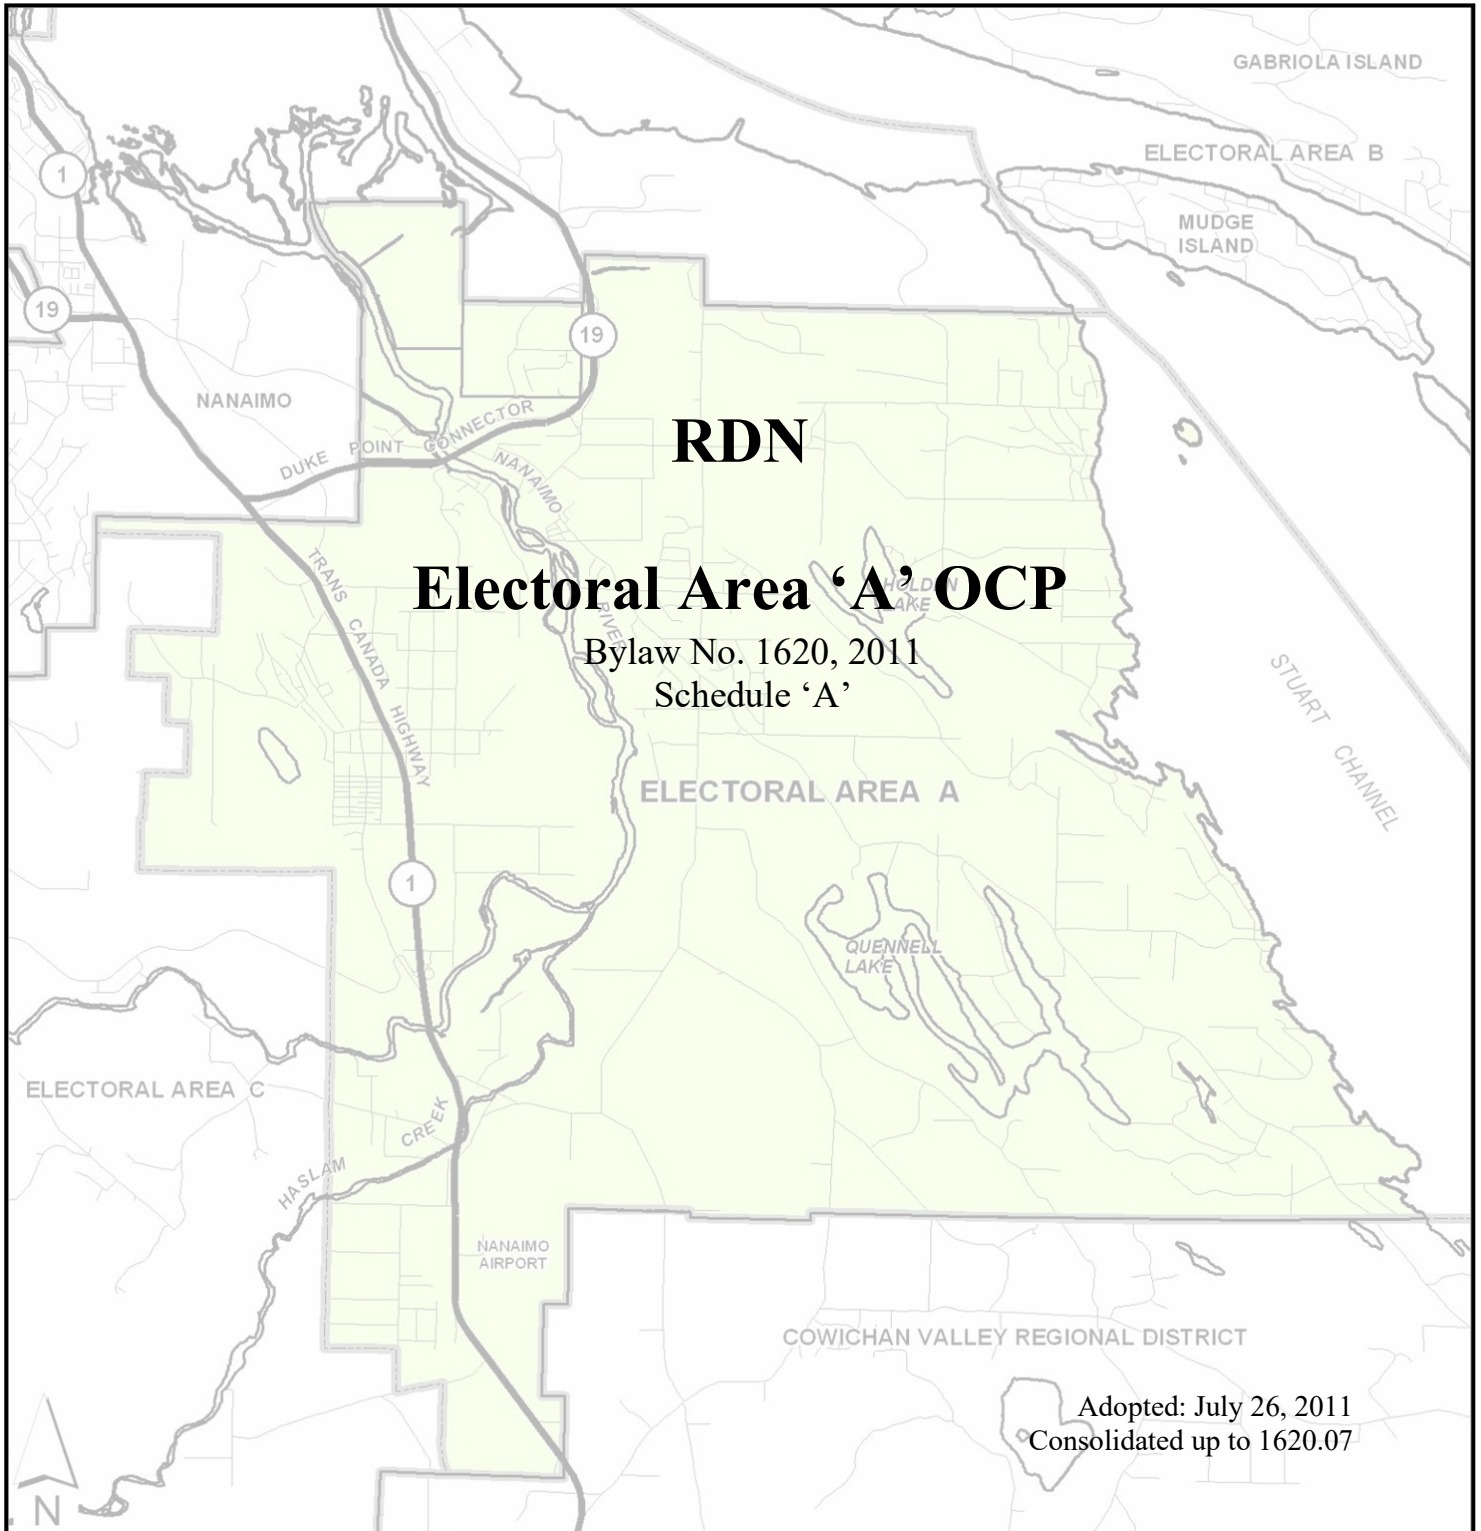 GABRIOLA ISLAND
ELECTORAL AREA B
1
MUDGE
ISLAND
19
19
NANAIMO
DUKE POINT CONNECTOR
RDN
NANAIMO RIVER
TRANS CANADA HIGHWAY
Electoral Area ‘A’ OCP
HOLDEN
LAKE
Bylaw No. 1620, 2011
Schedule ‘A’
STUART CHANNEL
ELECTORAL AREA A
1
QUENNELL
LAKE
ELECTORAL AREA C
HASLAM CREEK
NANAIMO
AIRPORT
COWICHAN VALLEY REGIONAL DISTRICT
Adopted: July 26, 2011
Consolidated up to 1620.07
N